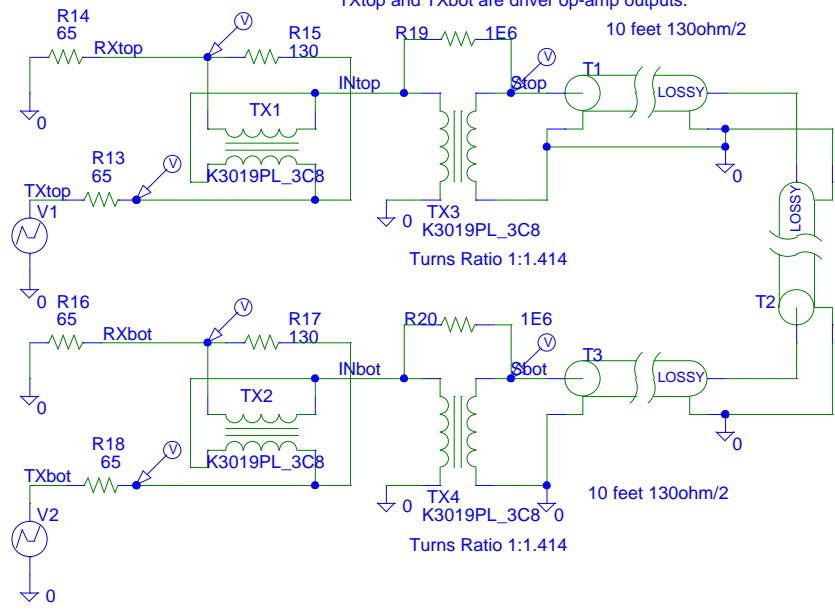 TXtop and TXbot are driver op-amp outputs.
R14
65
RXtop
V
R15
130
R19
1E6
10 feet 130ohm/2
INtop
V
Stop
T1
LOSSY
0
TX1
R13
65
V
K3019PL_3C8
TXtop
V1
0
TX3
K3019PL_3C8
0
Turns Ratio 1:1.414
LOSSY
T2
0
R16
65
RXbot
V
R17
130
R20
1E6
INbot
V
Sbot
T3
LOSSY
0
TX2
R18
65
V
K3019PL_3C8
TXbot
V2
0
TX4
K3019PL_3C8
0
0
10 feet 130ohm/2
Turns Ratio 1:1.414
0